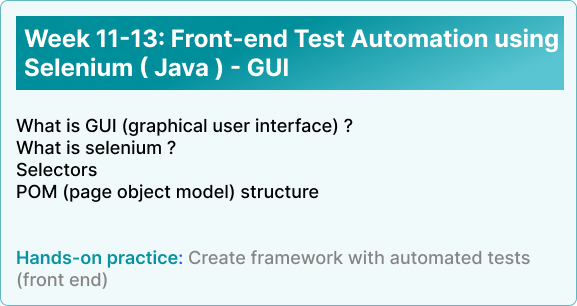 Week 11-13: Front-end Test Automation using
Selenium ( Java ) - GUI
What is GUI (graphical user interface) ?
What is selenium ?
Selectors
POM (page object model) structure
Hands-on practice: Create framework with automated tests
(front end)